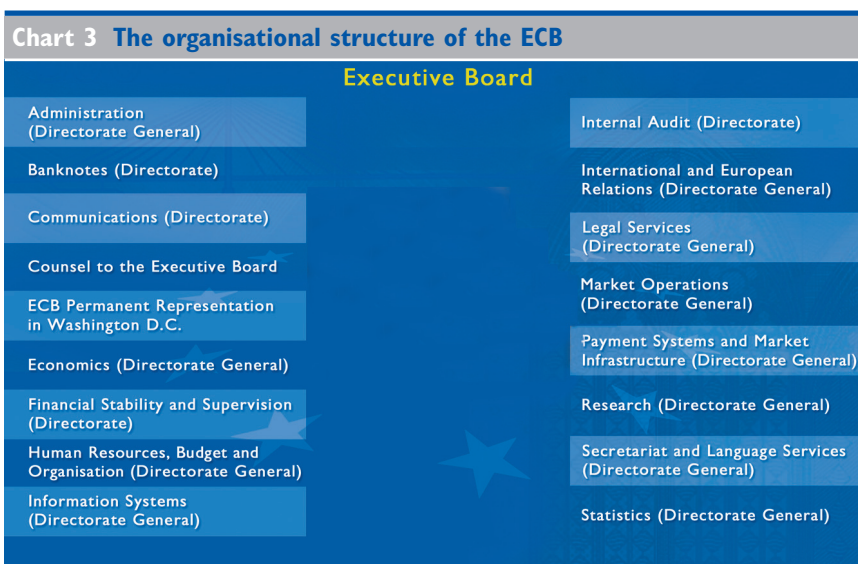 Chart 3 The organisational structure of the ECB
Executive Board
Administration
(Directorate General)
Banknotes (Directorate)
Communications (Directorate)
Counsel to the Executive Board
ECB Permanent Representation
in Washington D.C.
Economics (Directorate General)
Financial Stability and Supervision
(Directorate)
Human Resources, Budget and
Organisation (Directorate General)
Information Systems
(Directorate General)
Internal Audit (Directorate)
International and European
Relations (Directorate General)
Legal Services
(Directorate General)
Market Operations
(Directorate General)
Payment Systems and Market
Infrastructure (Directorate General)
Research (Directorate General)
Secretariat and Language Services
(Directorate General)
Statistics (Directorate General)